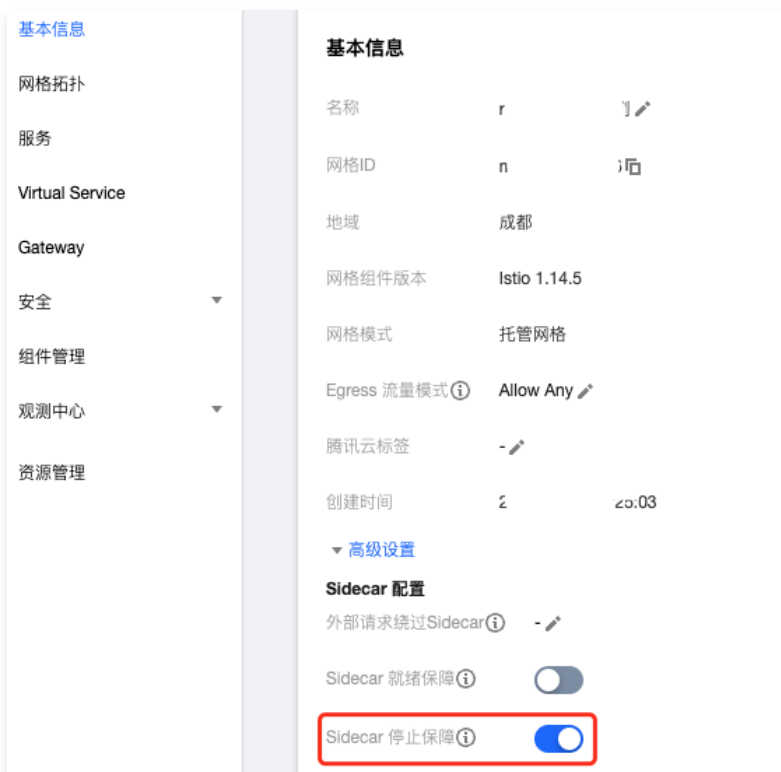 基本信息
网格拓扑
服务
Virtual Service
Gateway
安全
组件管理
观测中心
资源管理
基本信息
名称 r
网格ID n
地域 成都
网格组件版本 Istio 1.14.5
网格模式 托管网格
Egress 流量模式 Allow Any
腾讯云标签 -
创建时间 2 25:03
高级设置
Sidecar 配置
外部请求绕过Sidecar -
Sidecar 就绪保障
Sidecar 停止保障